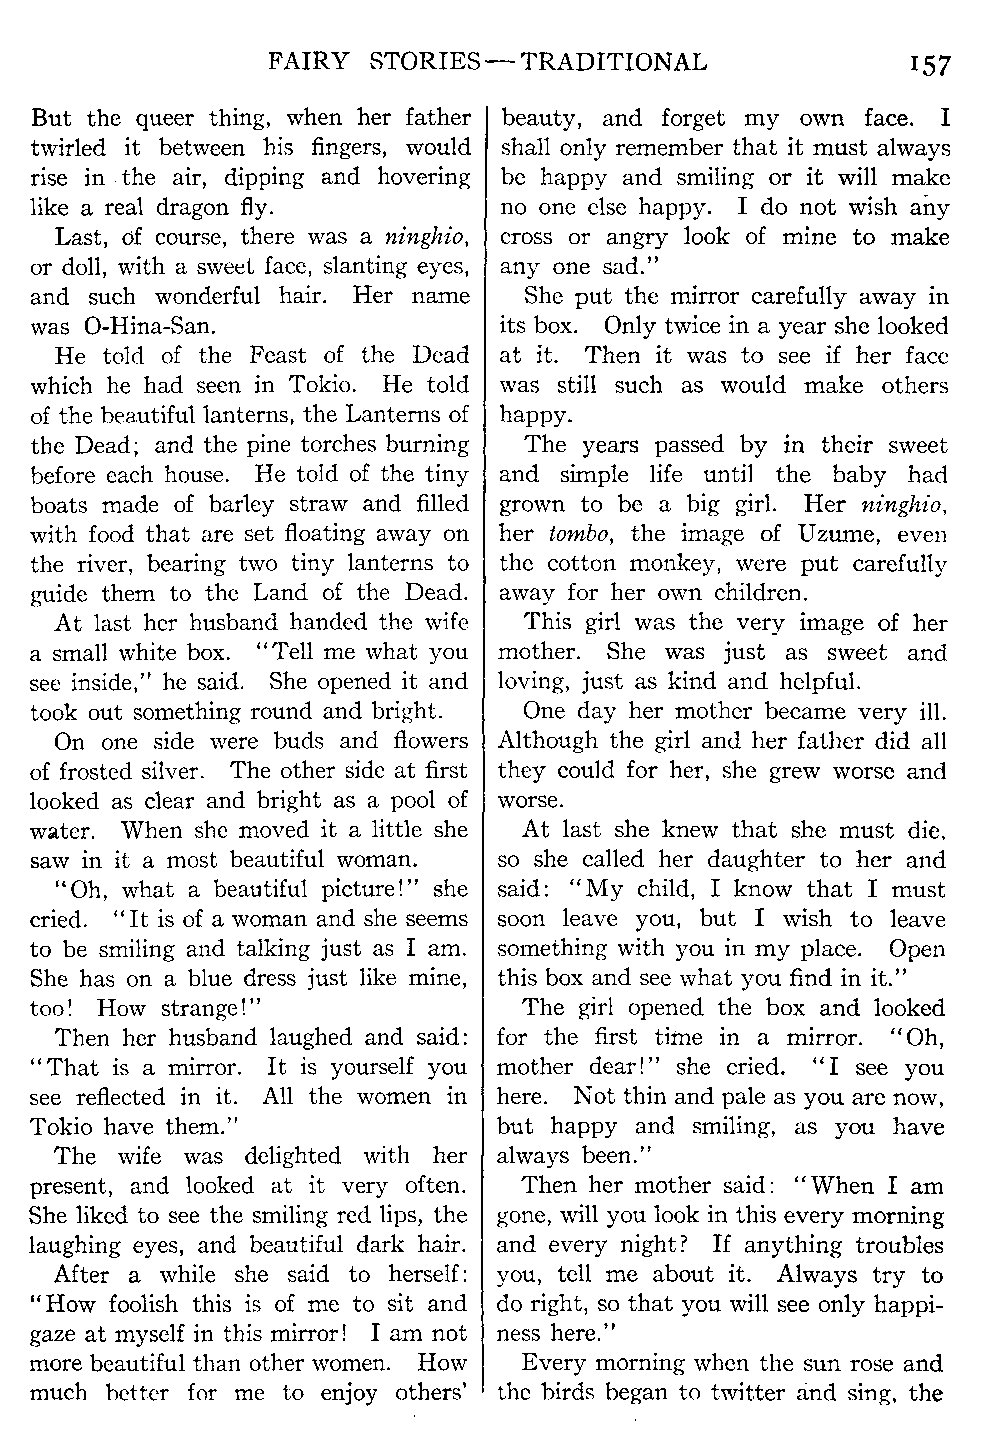 FAIRY STORIES—TRADITIONAL 157
But the queer thing, when her father
twirled it between his fingers, would
rise in the air, dipping and hovering
like a real dragon fly.
Last, of course, there was a ninghio,
or doll, with a sweet face, slanting eyes,
and such wonderful hair. Her name
was O-Hina-San.
He told of the Feast of the Dead
which he had seen in Tokio. He told
of the beautiful lanterns, the Lanterns of
the Dead; and the pine torches burning
before each house. He told of the tiny
boats made of barley straw and filled
with food that are set floating away on
the river, bearing two tiny lanterns to
guide them to the Land of the Dead.
At last her husband handed the wife
a small white box. "Tell me what you
see inside," he said. She opened it and
took out something round and bright.
On one side were buds and flowers
of frosted silver. The other side at first
looked as clear and bright as a pool of
water. When she moved it a little she
saw in it a most beautiful woman.
"Oh, what a beautiful picture!" she
cried. "It is of a woman and she seems
to be smiling and talking just as I am.
She has on a blue dress just like mine,
too! How strange!"
Then her husband laughed and said:
"That is a mirror. It is yourself you
see reflected in it. All the women in
Tokio have them."
The wife was delighted with her
present, and looked at it very often.
She liked to see the smiling red lips, the
laughing eyes, and beautiful dark hair.
After a while she said to herself:
"How foolish this is of me to sit and
gaze at myself in this mirror! I am not
more beautiful than other women. How
much better for me to enjoy others'
beauty, and forget my own face. I
shall only remember that it must always
be happy and smiling or it will make
no one else happy. I do not wish any
cross or angry look of mine to make
any one sad."
She put the mirror carefully away in
its box. Only twice in a year she looked
at it. Then it was to see if her face
was still such as would make others
happy.
The years passed by in their sweet
and simple life until the baby had
grown to be a big girl. Her ninghio,
her tombo, the image of Uzume, even
the cotton monkey, were put carefully
away for her own children.
This girl was the very image of her
mother. She was just as sweet and
loving, just as kind and helpful.
One day her mother became very ill.
Although the girl and her father did all
they could for her, she grew worse and
worse.
At last she knew that she must die,
so she called her daughter to her and
said: "My child, I know that I must
soon leave you, but I wish to leave
something with you in my place. Open
this box and see what you find in it."
The girl opened the box and looked
for the first time in a mirror. "Oh,
mother dear!" she cried. "I see you
here. Not thin and pale as you are now,
but happy and smiling, as you have
always been."
Then her mother said: "When I am
gone, will you look in this every morning
and every night? If anything troubles
you, tell me about it. Always try to
do right, so that you will see only happi-
ness here."
Every morning when the sun rose and
the birds began to twitter and sing, the